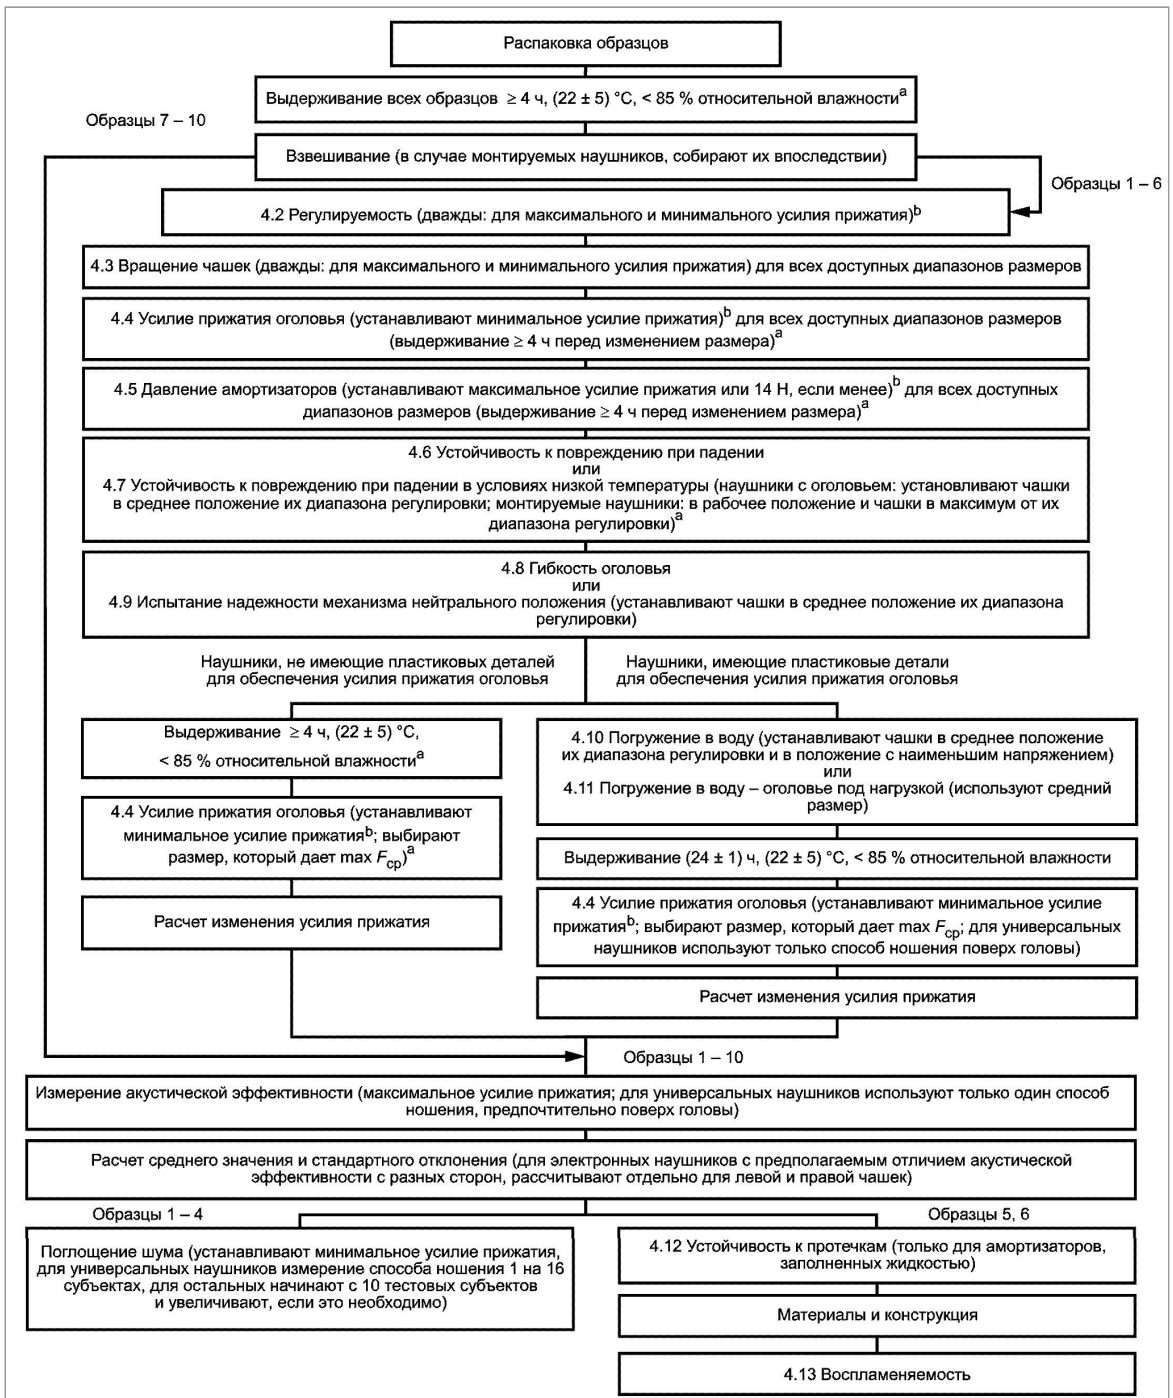 Распаковка образцов
Выдерживание всех образцов ≥ 4 ч, (22 ± 5) °C, < 85 % относительной влажностиa
Образцы 7 – 10
Взвешивание (в случае монтируемых наушников, собирают их впоследствии)
Образцы 1 – 6
4.2 Регулируемость (дважды: для максимального и минимального усилия прижатия)b
4.3 Вращение чашек (дважды: для максимального и минимального усилия прижатия) для всех доступных диапазонов размеров
4.4 Усилие прижатия оголовья (устанавливают минимальное усилие прижатия)b для всех доступных диапазонов размеров
(выдерживание ≥ 4 ч перед изменением размера)a
4.5 Давление амортизаторов (устанавливают максимальное усилие прижатия или 14 Н, если менее)b для всех доступных
диапазонов размеров (выдерживание ≥ 4 ч перед изменением размера)a
4.6 Устойчивость к повреждению при падении
или
4.7 Устойчивость к повреждению при падении в условиях низкой температуры (наушники с оголовьем: установливают чашки
в среднее положение их диапазона регулировки; монтируемые наушники: в рабочее положение и чашки в максимум от их
диапазона регулировки)a
4.8 Гибкость оголовья
или
4.9 Испытание надежности механизма нейтрального положения (устанавливают чашки в среднее положение их диапазона
регулировки)
Наушники, не имеющие пластиковых деталей
для обеспечения усилия прижатия оголовья
Наушники, имеющие пластиковые детали
для обеспечения усилия прижатия оголовья
Выдерживание ≥ 4 ч, (22 ± 5) °C,
< 85 % относительной влажностиa
4.4 Усилие прижатия оголовья (устанавливают
минимальное усилие прижатияb; выбирают
размер, который дает max Fср)a
Расчет изменения усилия прижатия
4.10 Погружение в воду (устанавливают чашки в среднее положение
их диапазона регулировки и в положение с наименьшим напряжением)
или
4.11 Погружение в воду – оголовье под нагрузкой (используют средний
размер)
Выдерживание (24 ± 1) ч, (22 ± 5) °C, < 85 % относительной влажности
4.4 Усилие прижатия оголовья (устанавливают минимальное усилие
прижатияb; выбирают размер, который дает max Fср; для универсальных
наушников используют только способ ношения поверх головы)
Расчет изменения усилия прижатия
Образцы 1 – 10
Измерение акустической эффективности (максимальное усилие прижатия; для универсальных наушников используют только один способ
ношения, предпочтительно поверх головы)
Расчет среднего значения и стандартного отклонения (для электронных наушников с предполагаемым отличием акустической
эффективности с разных сторон, рассчитывают отдельно для левой и правой чашек)
Образцы 1 – 4
Образцы 5, 6
Поглощение шума (устанавливают минимальное усилие прижатия,
для универсальных наушников измерение способа ношения 1 на 16
субъектах, для остальных начинают с 10 тестовых субъектов
и увеличивают, если это необходимо)
4.12 Устойчивость к протечкам (только для амортизаторов,
заполненных жидкостью)
Материалы и конструкция
4.13 Воспламеняемость